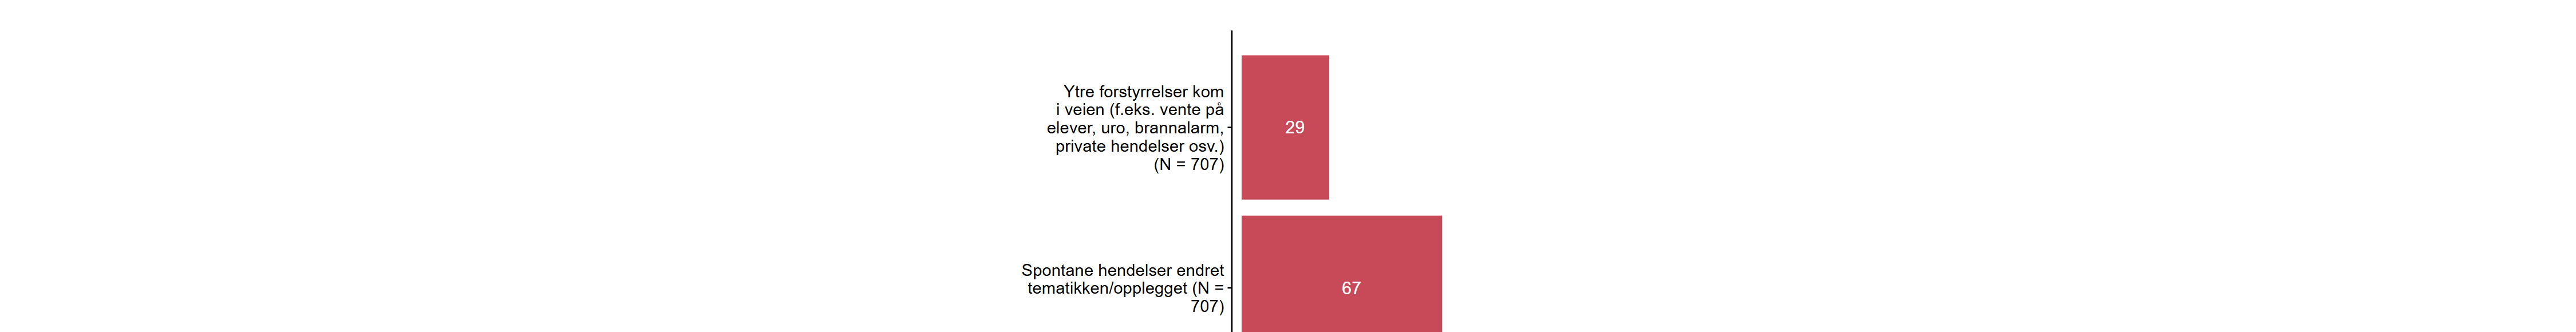 Ytre forstyrrelser kom
i veien (f.eks. vente på
elever, uro, brannalarm,
private hendelser osv.)
(N = 707)
29
Spontane hendelser endret
tematikken/opplegget (N =
707)
67